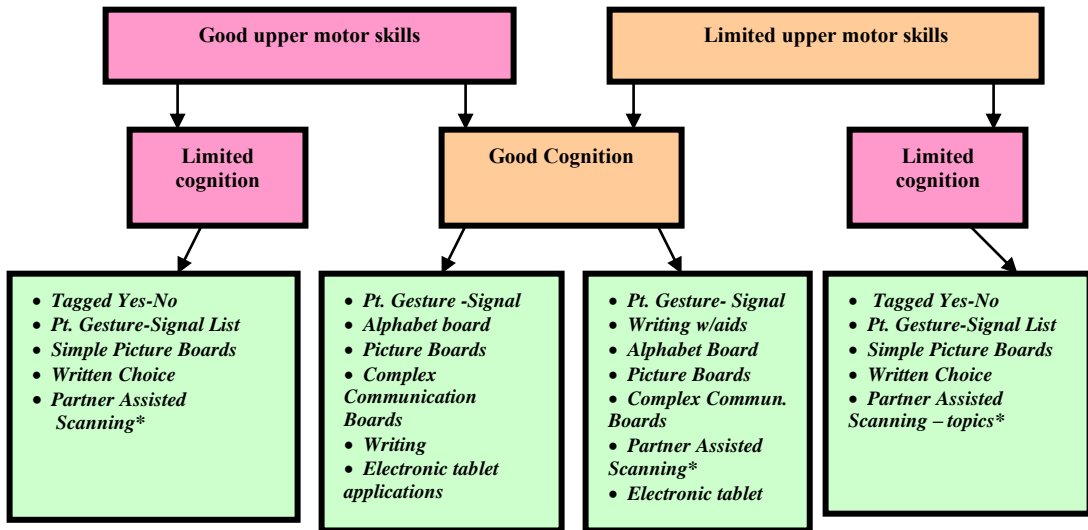 Good upper motor skills
Limited upper motor skills
Limited
cognition
Good Cognition
Limited
cognition
• Tagged Yes-No
• Pt. Gesture-Signal List
• Simple Picture Boards
• Written Choice
• Partner Assisted
Scanning*
• Pt. Gesture -Signal
• Alphabet board
• Picture Boards
• Complex
Communication
Boards
• Writing
• Electronic tablet
applications
• Pt. Gesture- Signal
• Writing w/aids
• Alphabet Board
• Picture Boards
• Complex Commun.
Boards
• Partner Assisted
Scanning*
• Electronic tablet
• Tagged Yes-No
• Pt. Gesture-Signal List
• Simple Picture Boards
• Written Choice
• Partner Assisted
Scanning – topics*